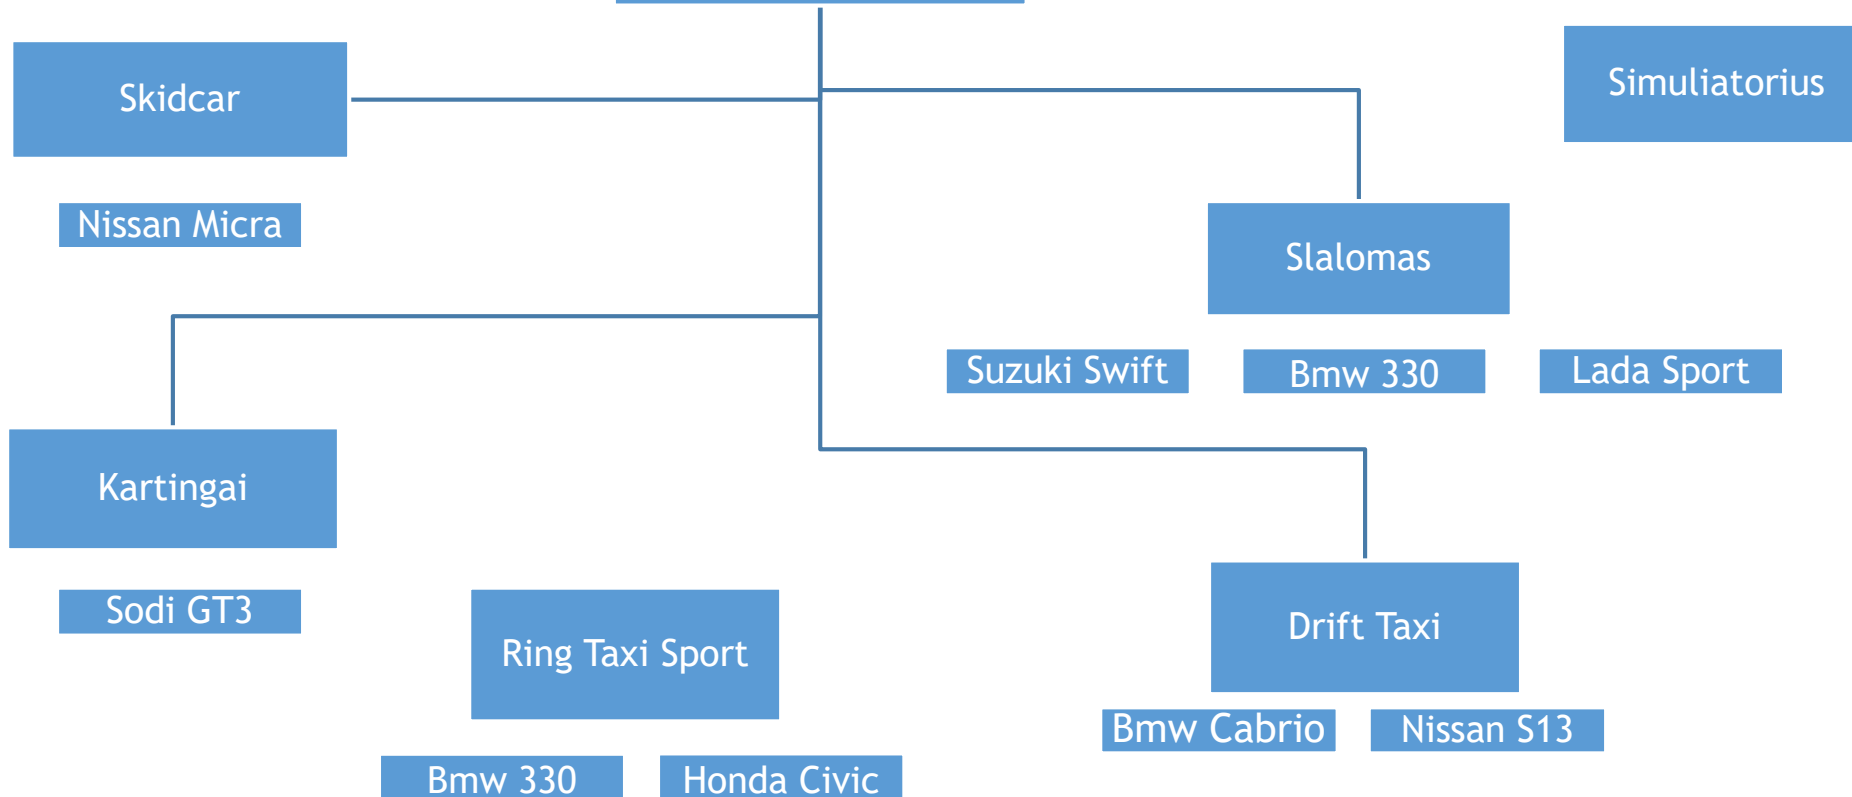 Skidcar
Simuliatorius
Nissan Micra
Slalomas
Suzuki Swift
Bmw 330
Lada Sport
Kartingai
Sodi GT3
Ring Taxi Sport
Drift Taxi
Bmw Cabrio
Nissan S13
Bmw 330
Honda Civic